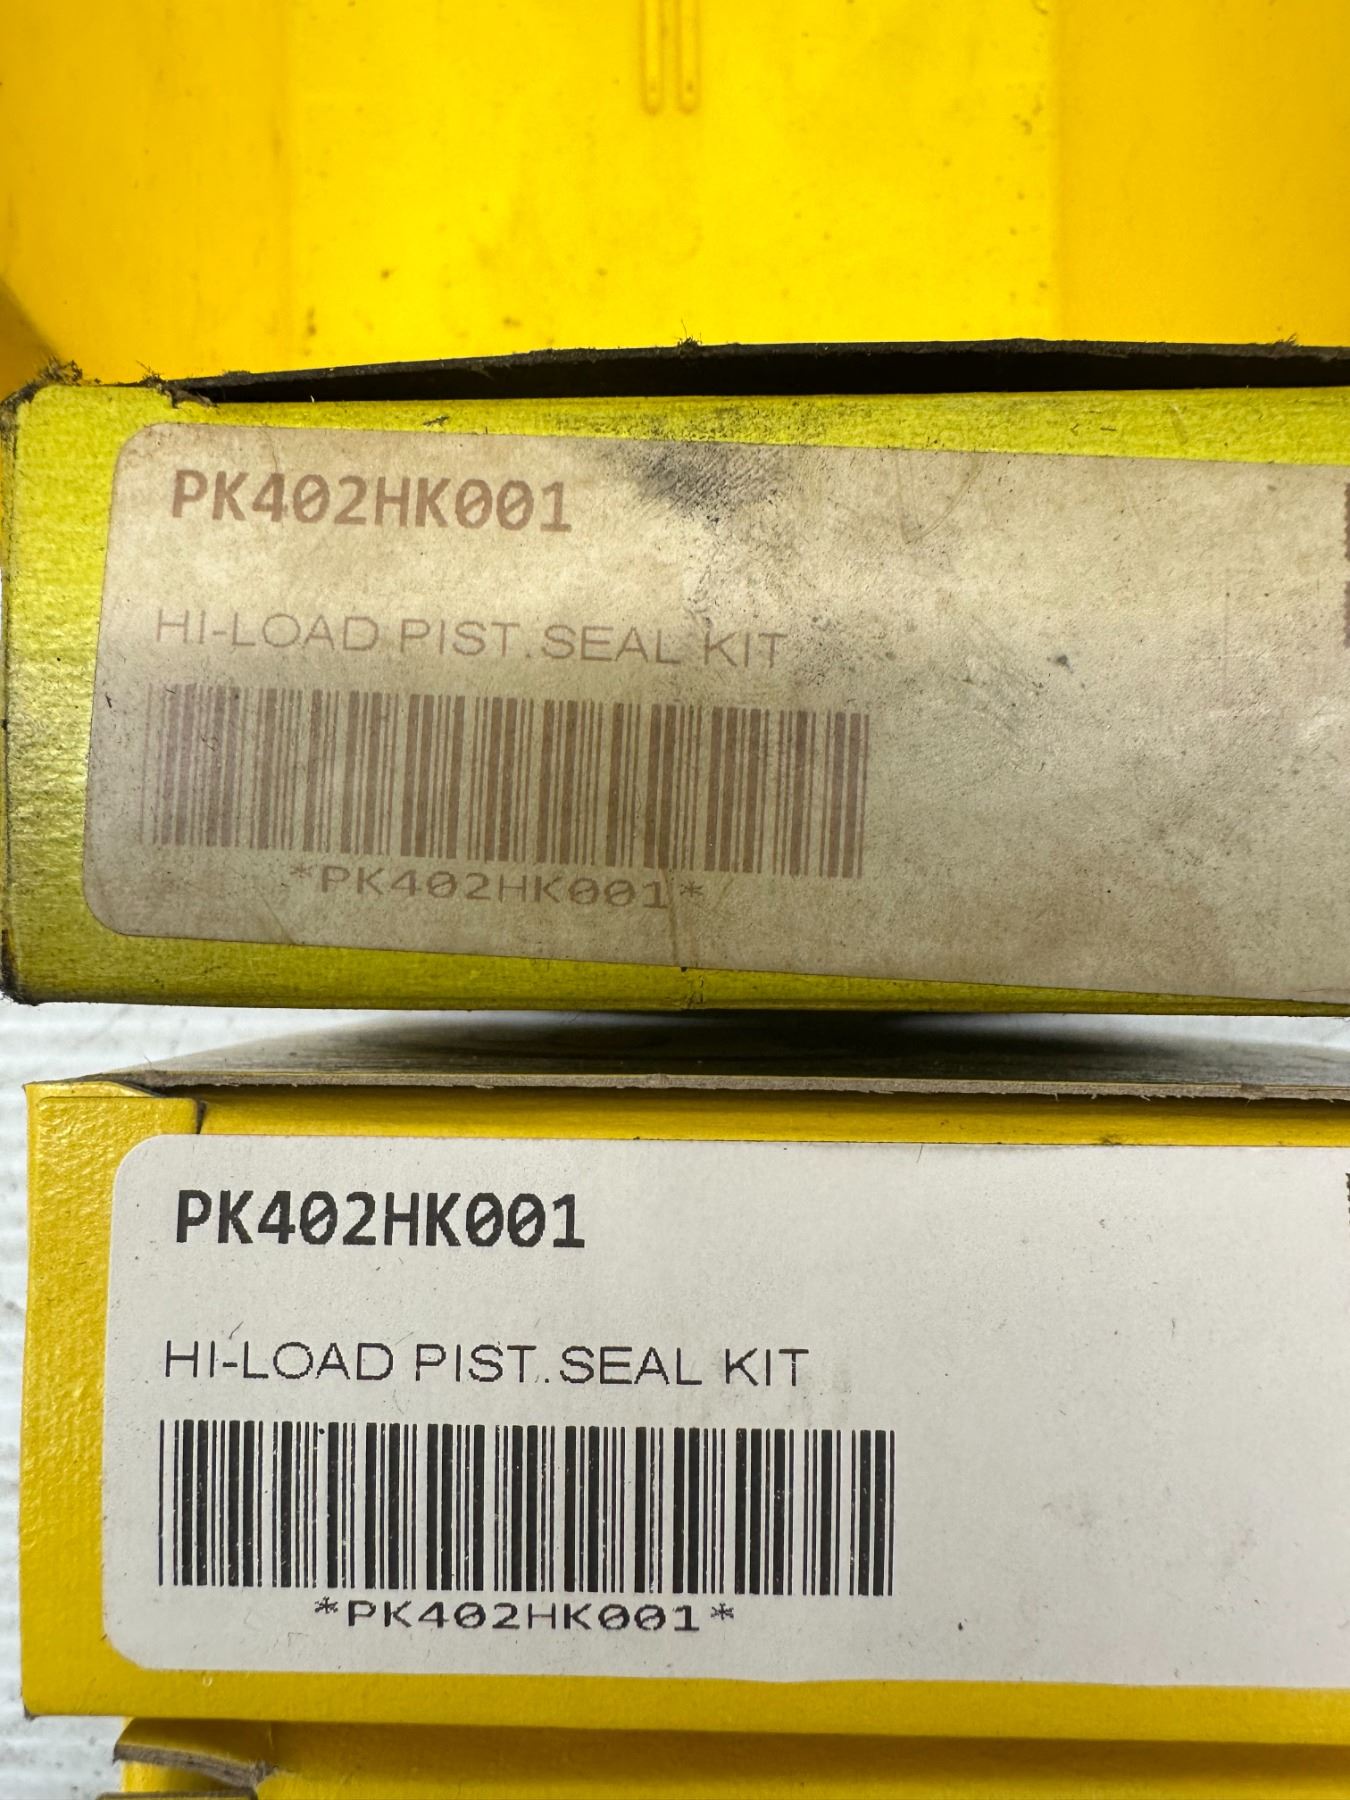 PK402HK001
HI-LOAD PIST.SEAL KIT
*PK402HK001*
PK402HK001
HI-LOAD PIST.SEAL KIT
*PK402HK001*